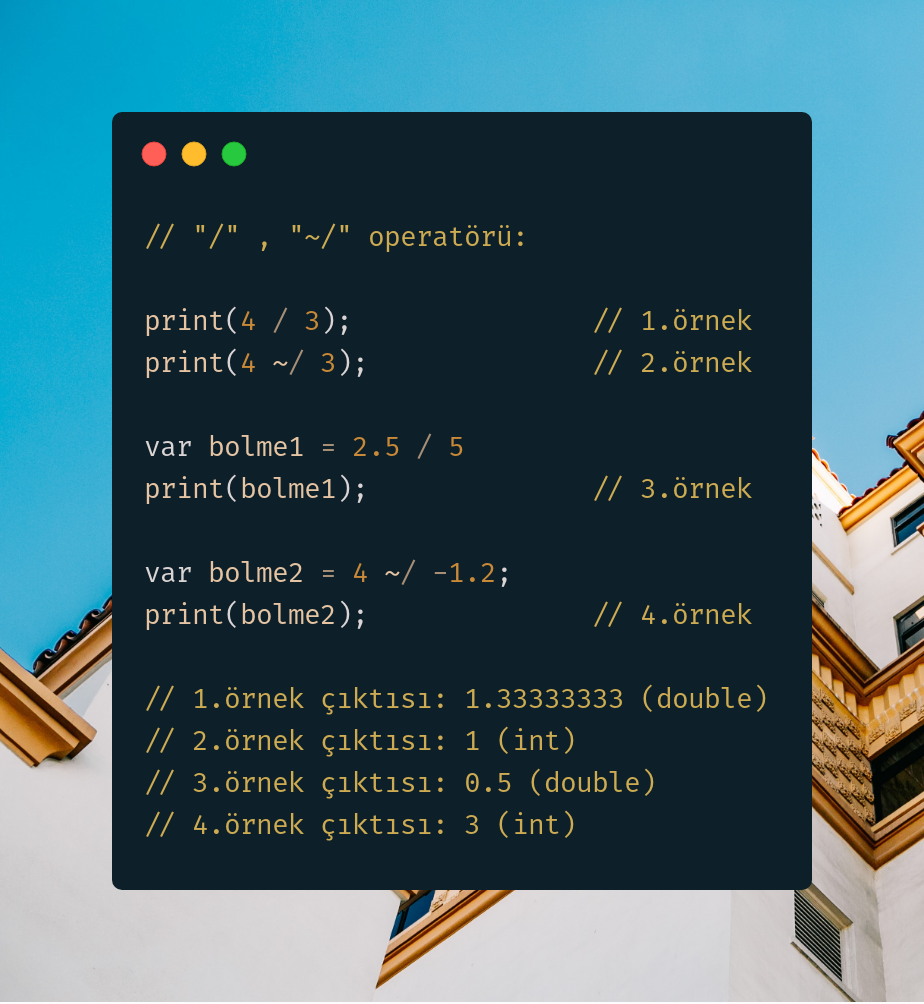 // "/" , "~/" operatörü:
print(4 / 3); // 1.örnek
print(4 ~/ 3); // 2.örnek
var bolme1 = 2.5 / 5
print(bolme1); // 3.örnek
var bolme2 = 4 ~/ -1.2;
print(bolme2); // 4.örnek
// 1.örnek çıktısı: 1.33333333 (double)
// 2.örnek çıktısı: 1 (int)
// 3.örnek çıktısı: 0.5 (double)
// 4.örnek çıktısı: 3 (int)